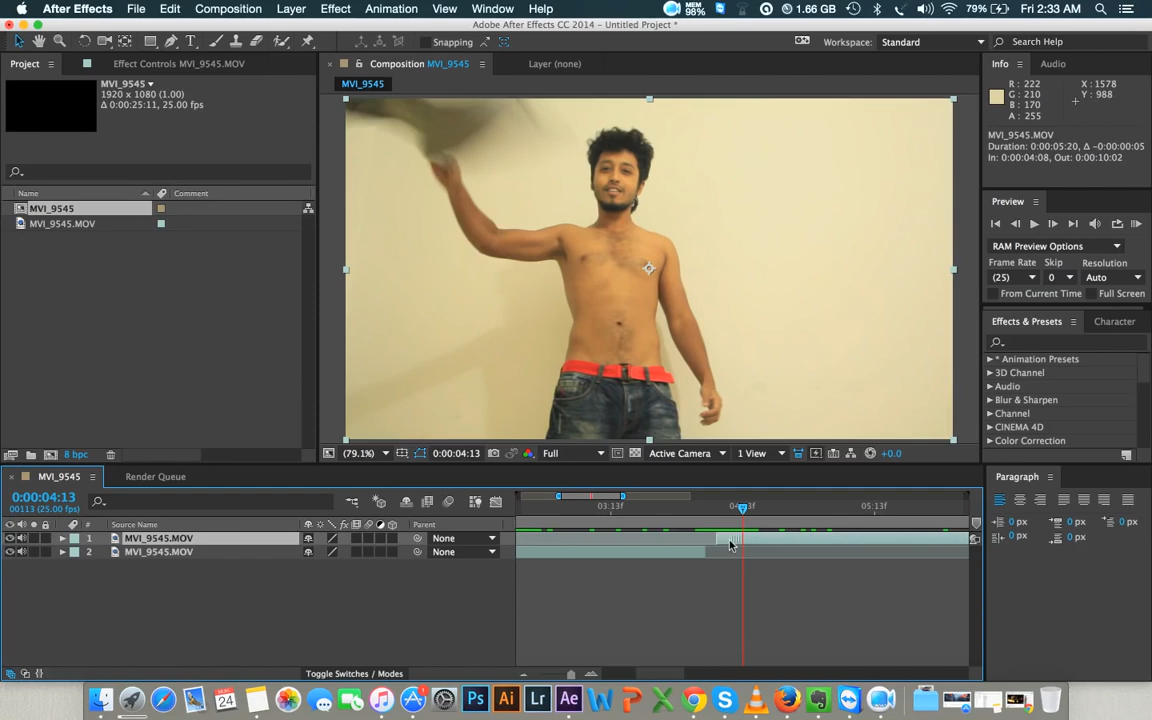 After Effects File Edit Composition Layer Effect Animation View Window Help MEM 98% 1.66 GB 79% Fri 2:33 AM
Adobe After Effects CC 2014 - Untitled Project *
Snapping Workspace: Standard Search Help
Project Effect Controls MVI_9545 Composition MVI_9545 Layer (none) Info Audio
MVI_9545
MVI_9545
1920 x 1080 (1.00)
Δ 0:00:25:11, 25.00 fps
R : 222 X : 1578
G : 210 Y : 988
B : 170
A : 255
MVI_9545.MOV
Duration: 0:00:05:20, Δ -0:00:00:05
In: 0:00:04:08, Out: 0:00:10:02
Name Comment
MVI_9545
MVI_9545.MOV
Preview
RAM Preview Options
Frame Rate Skip Resolution
(25) 0 Auto
From Current Time Full Screen
Effects & Presets Character
* Animation Presets
3D Channel
Audio
Blur & Sharpen
Channel
CINEMA 4D
Color Correction
8 bpc (79.1%) 0:00:04:13 Full Active Camera 1 View +0.0
MVI_9545 Render Queue Paragraph
0:00:04:13
00113 (25.00 fps)
03:13f 05:13f
# Source Name Parent
1 MVI_9545.MOV None
2 MVI_9545.MOV None
0 px 0 px 0 px
0 px 0 px
Toggle Switches / Modes
SEP 24 1 Ps Ai Lr Ae W P X